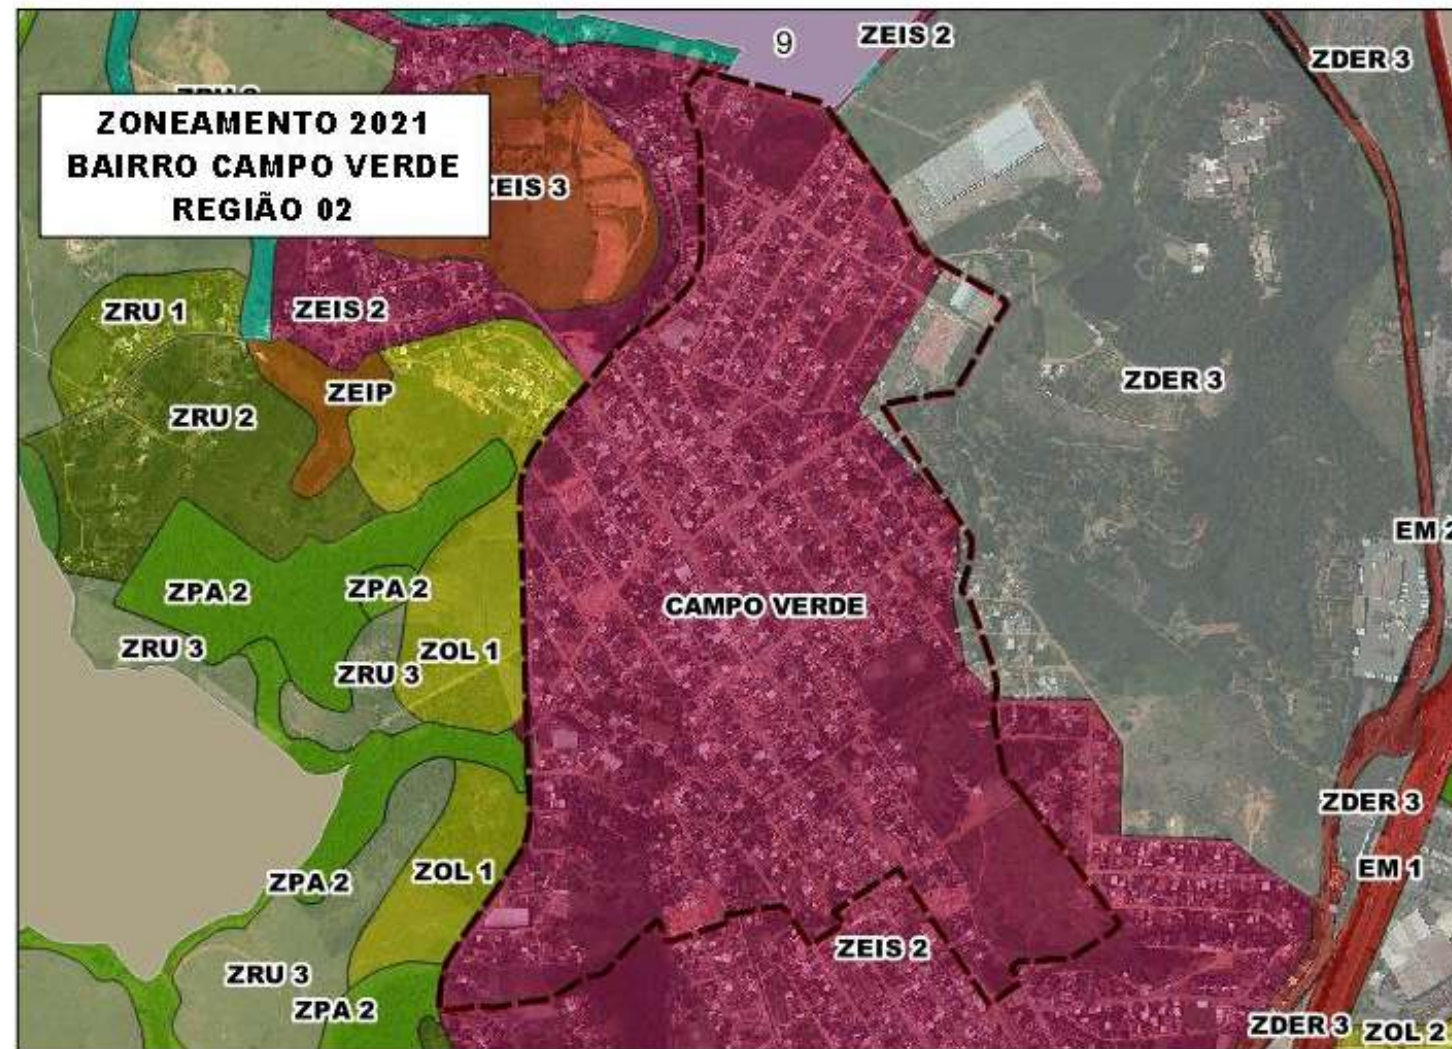 9
ZEIS 2
ZDER 3
ZONEAMENTO 2021
BAIRRO CAMPO VERDE
REGIÃO 02
ZEIS 3
ZRU 1
ZEIS 2
ZDER 3
ZEIP
ZRU 2
EM 2
ZPA 2
ZPA 2
CAMPO VERDE
ZRU 3
ZOL 1
ZRU 3
ZDER 3
ZOL 1
EM 1
ZPA 2
ZEIS 2
ZRU 3
ZPA 2
ZDER 3
ZOL 2